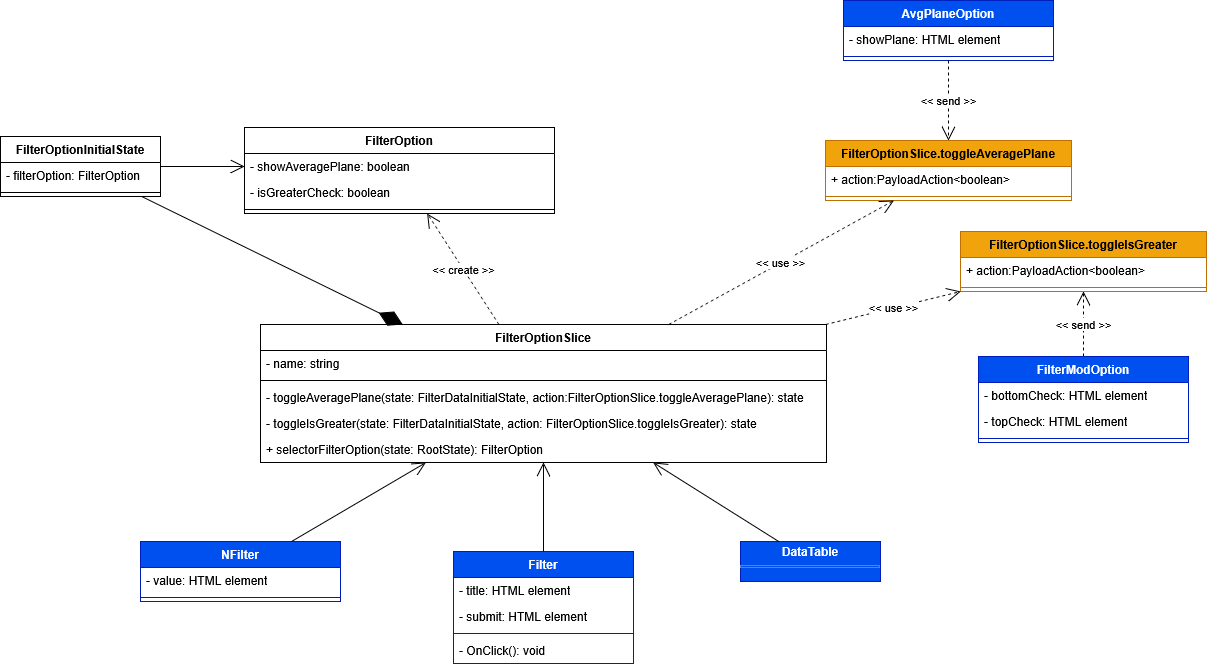 AvgPlaneOption
- showPlane: HTML element
<< send >>
FilterOptionInitialState
- filterOption: FilterOption
FilterOption
- showAveragePlane: boolean
- isGreaterCheck: boolean
FilterOptionSlice.toggleAveragePlane
+ action:PayloadAction<boolean>
<< create >>
<< use >>
FilterOptionSlice.toggleIsGreater
+ action:PayloadAction<boolean>
<< use >>
<< send >>
FilterOptionSlice
- name: string
- toggleAveragePlane(state: FilterDataInitialState, action:FilterOptionSlice.toggleAveragePlane): state
- toggleIsGreater(state: FilterDataInitialState, action: FilterOptionSlice.toggleIsGreater): state
+ selectorFilterOption(state: RootState): FilterOption
FilterModOption
- bottomCheck: HTML element
- topCheck: HTML element
NFilter
- value: HTML element
Filter
- title: HTML element
- submit: HTML element
- OnClick(): void
DataTable